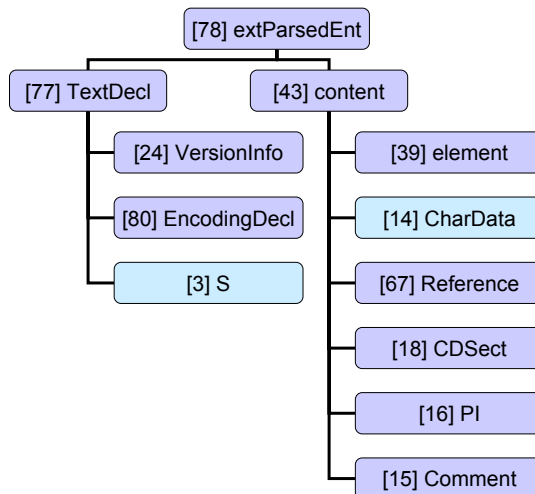 [78] extParsedEnt
[77] TextDecl
[43] content
[24] VersionInfo
[39] element
[80] EncodingDecl
[14] CharData
[3] S
[67] Reference
[18] CDSect
[16] PI
[15] Comment